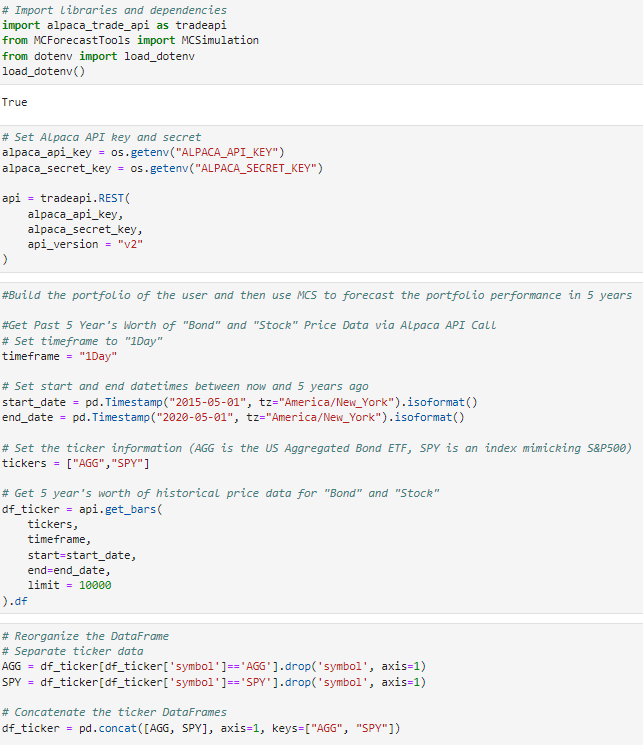 # Import libraries and dependencies
import alpaca_trade_api as tradeapi
from MCForecastTools import MCSimulation
from dotenv import load_dotenv
load_dotenv()
True
# Set Alpaca API key and secret
alpaca_api_key = os.getenv("ALPACA_API_KEY")
alpaca_secret_key = os.getenv("ALPACA_SECRET_KEY")
api = tradeapi.REST(
    alpaca_api_key,
    alpaca_secret_key,
    api_version = "v2"
)
#Build the portfolio of the user and then use MCS to forecast the portfolio performance in 5 years
#Get Past 5 Year's Worth of "Bond" and "Stock" Price Data via Alpaca API Call
# Set timeframe to "1Day"
timeframe = "1Day"
# Set start and end datetimes between now and 5 years ago
start_date = pd.Timestamp("2015-05-01", tz="America/New_York").isoformat()
end_date = pd.Timestamp("2020-05-01", tz="America/New_York").isoformat()
# Set the ticker information (AGG is the US Aggregated Bond ETF, SPY is an index mimicking S&P500)
tickers = ["AGG","SPY"]
# Get 5 year's worth of historical price data for "Bond" and "Stock"
df_ticker = api.get_bars(
    tickers,
    timeframe,
    start=start_date,
    end=end_date,
    limit = 10000
).df
# Reorganize the DataFrame
# Separate ticker data
AGG = df_ticker[df_ticker['symbol']=='AGG'].drop('symbol', axis=1)
SPY = df_ticker[df_ticker['symbol']=='SPY'].drop('symbol', axis=1)
# Concatenate the ticker DataFrames
df_ticker = pd.concat([AGG, SPY], axis=1, keys=["AGG", "SPY"])